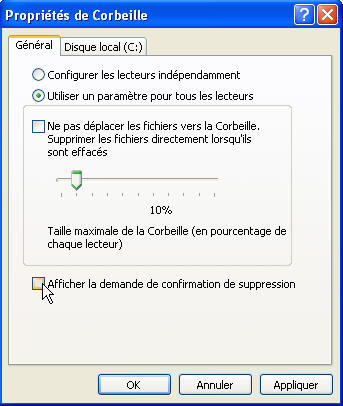 Propriétés de Corbeille
Général
Disque local (C:)
Configurer les lecteurs indépendamment
Utiliser un paramètre pour tous les lecteurs
Ne pas déplacer les fichiers vers la Corbeille.
Supprimer les fichiers directement lorsqu'ils
sont effacés
10%
Taille maximale de la Corbeille (en pourcentage de
chaque lecteur)
Afficher la demande de confirmation de suppression
OK
Annuler
Appliquer